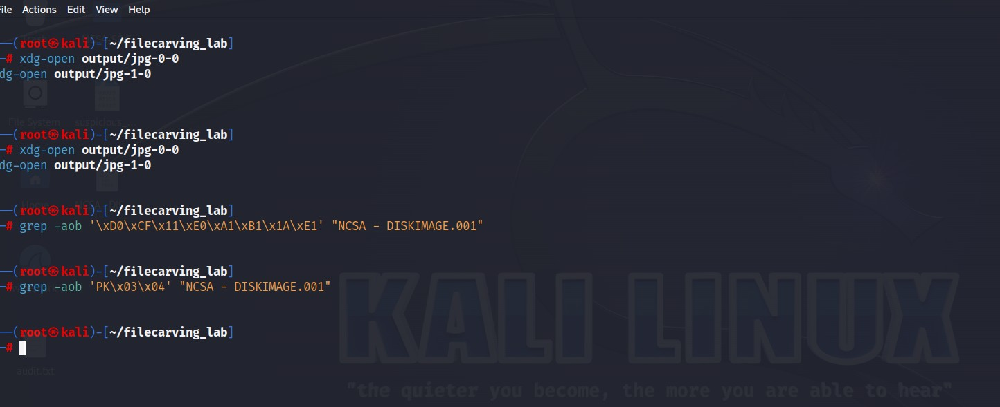 File Actions Edit View Help
(root㉿kali)-[~/filecarving_lab]
# xdg-open output/jpg-0-0
dg-open output/jpg-1-0
File System suspicious
(root㉿kali)-[~/filecarving_lab]
# xdg-open output/jpg-0-0
dg-open output/jpg-1-0
(root㉿kali)-[~/filecarving_lab]
# grep -aob '\xD0\xCF\x11\xE0\xA1\xB1\x1A\xE1' "NCSA - DISKIMAGE.001"
(root㉿kali)-[~/filecarving_lab]
# grep -aob 'PK\x03\x04' "NCSA - DISKIMAGE.001"
(root㉿kali)-[~/filecarving_lab]
#
KALI LINUX
audit.txt
"the quieter you become, the more you are able to hear"